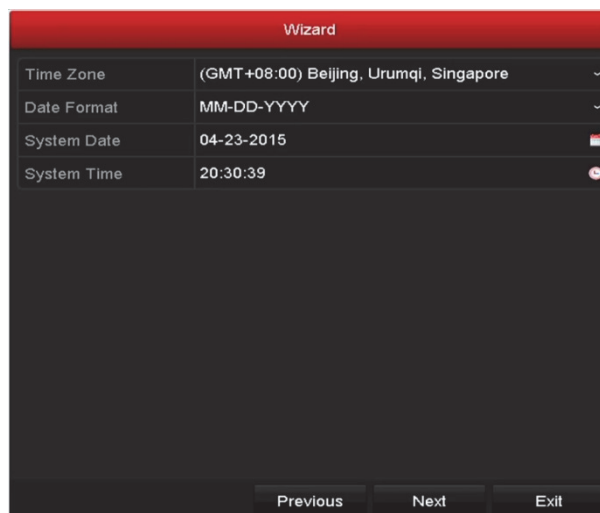 Wizard
Time Zone (GMT+08:00) Beijing, Urumqi, Singapore
Date Format MM-DD-YYYY
System Date 04-23-2015
System Time 20:30:39
Previous Next Exit